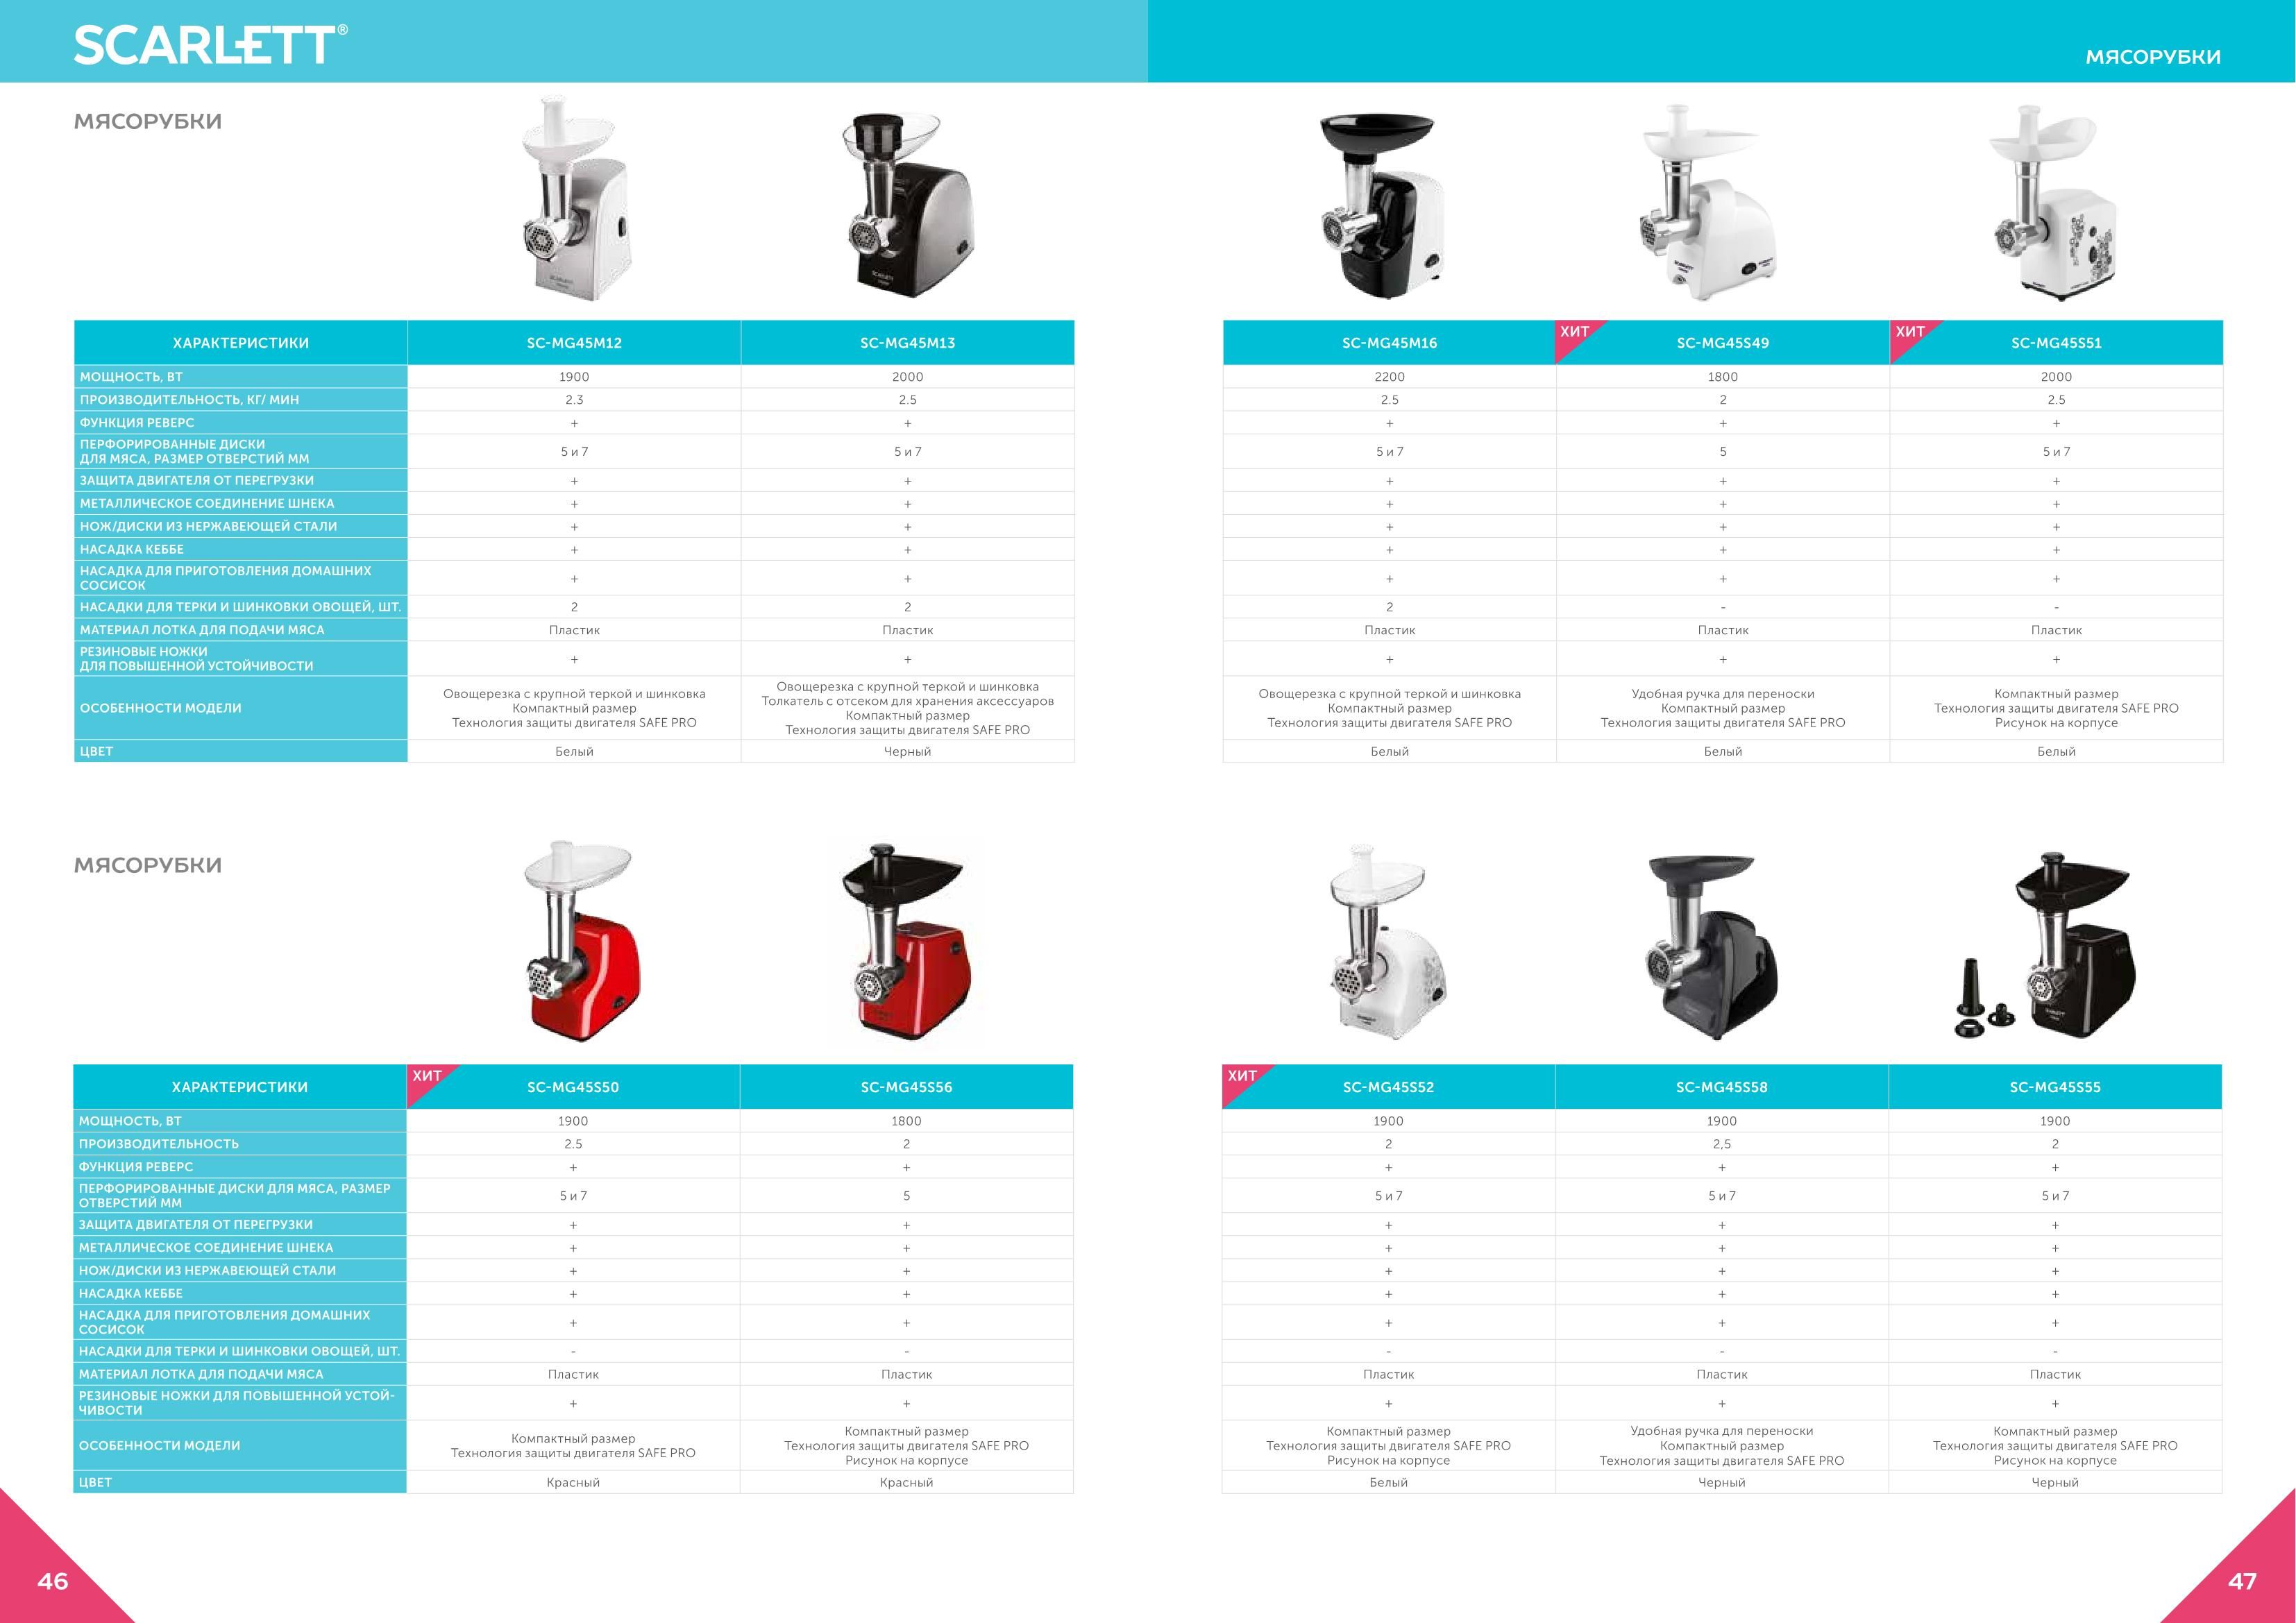 SCARLETT®
МЯСОРУБКИ
МЯСОРУБКИ
ХАРАКТЕРИСТИКИ SC-MG45M12 SC-MG45M13
МОЩНОСТЬ, ВТ 1900 2000
ПРОИЗВОДИТЕЛЬНОСТЬ, КГ/ МИН 2.3 2.5
ФУНКЦИЯ РЕВЕРС + +
ПЕРФОРИРОВАННЫЕ ДИСКИ
ДЛЯ МЯСА, РАЗМЕР ОТВЕРСТИЙ ММ 5 и 7 5 и 7
ЗАЩИТА ДВИГАТЕЛЯ ОТ ПЕРЕГРУЗКИ + +
МЕТАЛЛИЧЕСКОЕ СОЕДИНЕНИЕ ШНЕКА + +
НОЖ/ДИСКИ ИЗ НЕРЖАВЕЮЩЕЙ СТАЛИ + +
НАСАДКА КЕББЕ + +
НАСАДКА ДЛЯ ПРИГОТОВЛЕНИЯ ДОМАШНИХ
СОСИСОК + +
НАСАДКИ ДЛЯ ТЕРКИ И ШИНКОВКИ ОВОЩЕЙ, ШТ. 2 2
МАТЕРИАЛ ЛОТКА ДЛЯ ПОДАЧИ МЯСА Пластик Пластик
РЕЗИНОВЫЕ НОЖКИ
ДЛЯ ПОВЫШЕННОЙ УСТОЙЧИВОСТИ + +
ОСОБЕННОСТИ МОДЕЛИ
Овощерезка с крупной теркой и шинковка
Компактный размер
Технология защиты двигателя SAFE PRO
Овощерезка с крупной теркой и шинковка
Толкатель с отсеком для хранения аксессуаров
Компактный размер
Технология защиты двигателя SAFE PRO
ЦВЕТ Белый Черный
SC-MG45M16 ХИТ SC-MG45S49 ХИТ SC-MG45S51
2200 1800 2000
2.5 2 2.5
+ + +
5 и 7 5 5 и 7
+ + +
+ + +
+ + +
+ + +
+ + +
2 - -
Пластик Пластик Пластик
+ + +
Овощерезка с крупной теркой и шинковка
Компактный размер
Технология защиты двигателя SAFE PRO
Удобная ручка для переноски
Компактный размер
Технология защиты двигателя SAFE PRO
Компактный размер
Технология защиты двигателя SAFE PRO
Рисунок на корпусе
Белый Белый Белый
МЯСОРУБКИ
ХАРАКТЕРИСТИКИ ХИТ SC-MG45S50 SC-MG45S56
МОЩНОСТЬ, ВТ 1900 1800
ПРОИЗВОДИТЕЛЬНОСТЬ 2.5 2
ФУНКЦИЯ РЕВЕРС + +
ПЕРФОРИРОВАННЫЕ ДИСКИ ДЛЯ МЯСА, РАЗМЕР
ОТВЕРСТИЙ ММ 5 и 7 5
ЗАЩИТА ДВИГАТЕЛЯ ОТ ПЕРЕГРУЗКИ + +
МЕТАЛЛИЧЕСКОЕ СОЕДИНЕНИЕ ШНЕКА + +
НОЖ/ДИСКИ ИЗ НЕРЖАВЕЮЩЕЙ СТАЛИ + +
НАСАДКА КЕББЕ + +
НАСАДКА ДЛЯ ПРИГОТОВЛЕНИЯ ДОМАШНИХ
СОСИСОК + +
НАСАДКИ ДЛЯ ТЕРКИ И ШИНКОВКИ ОВОЩЕЙ, ШТ. - -
МАТЕРИАЛ ЛОТКА ДЛЯ ПОДАЧИ МЯСА Пластик Пластик
РЕЗИНОВЫЕ НОЖКИ ДЛЯ ПОВЫШЕННОЙ УСТОЙ-
ЧИВОСТИ + +
ОСОБЕННОСТИ МОДЕЛИ
Компактный размер
Технология защиты двигателя SAFE PRO
Компактный размер
Технология защиты двигателя SAFE PRO
Рисунок на корпусе
ЦВЕТ Красный Красный
ХИТ SC-MG45S52 SC-MG45S58 SC-MG45S55
1900 1900 1900
2 2,5 2
+ + +
5 и 7 5 и 7 5 и 7
+ + +
+ + +
+ + +
+ + +
+ + +
- - -
Пластик Пластик Пластик
+ + +
Компактный размер
Технология защиты двигателя SAFE PRO
Рисунок на корпусе
Удобная ручка для переноски
Компактный размер
Технология защиты двигателя SAFE PRO
Компактный размер
Технология защиты двигателя SAFE PRO
Рисунок на корпусе
Белый Черный Черный
46
47